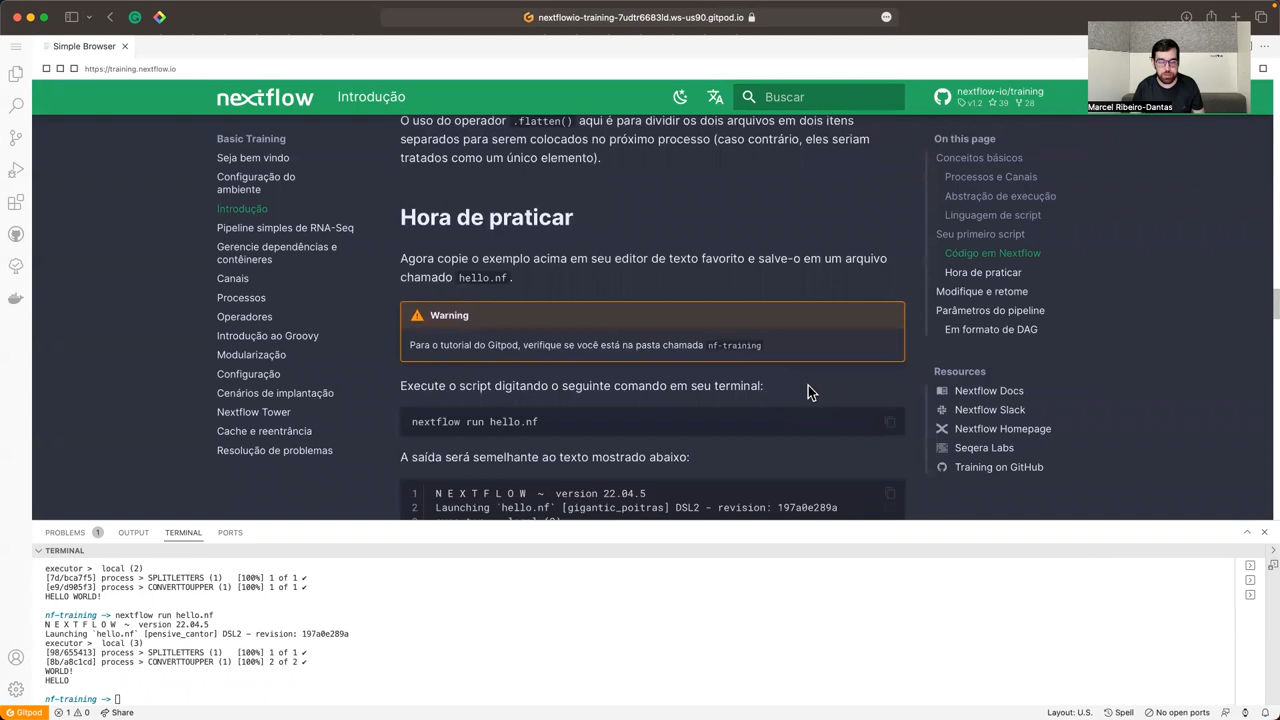 nextflowio-training-7udtr6683ld.ws-us90.gitpod.io
Simple Browser
https://training.nextflow.io
nextflow
Introdução
Buscar
nextflow-io/training
v1.2 39 28
Marcel Ribeiro-Dantas
Basic Training
Seja bem vindo
Configuração do
ambiente
Introdução
Pipeline simples de RNA-Seq
Gerencie dependências e
contêineres
Canais
Processos
Operadores
Introdução ao Groovy
Modularização
Configuração
Cenários de implantação
Nextflow Tower
Cache e reentrância
Resolução de problemas
O uso do operador .flatten() aqui é para dividir os dois arquivos em dois itens
separados para serem colocados no próximo processo (caso contrário, eles seriam
tratados como um único elemento).
Hora de praticar
Agora copie o exemplo acima em seu editor de texto favorito e salve-o em um arquivo
chamado hello.nf.
Warning
Para o tutorial do Gitpod, verifique se você está na pasta chamada nf-training
Execute o script digitando o seguinte comando em seu terminal:
nextflow run hello.nf
A saída será semelhante ao texto mostrado abaixo:
1 N E X T F L O W ~ version 22.04.5
2 Launching `hello.nf` [gigantic_poitras] DSL2 - revision: 197a0e289a
On this page
Conceitos básicos
Processos e Canais
Abstração de execução
Linguagem de script
Seu primeiro script
Código em Nextflow
Hora de praticar
Modifique e retome
Parâmetros do pipeline
Em formato de DAG
Resources
Nextflow Docs
Nextflow Slack
Nextflow Homepage
Seqera Labs
Training on GitHub
PROBLEMS 1 OUTPUT TERMINAL PORTS
TERMINAL
executor > local (2)
[7d/bca7f5] process > SPLITLETTERS (1) [100%] 1 of 1 ✔
[e9/d905f3] process > CONVERTTOUPPER (1) [100%] 1 of 1 ✔
HELLO WORLD!
nf-training -> nextflow run hello.nf
N E X T F L O W ~ version 22.04.5
Launching `hello.nf` [pensive_cantor] DSL2 - revision: 197a0e289a
executor > local (3)
[98/655413] process > SPLITLETTERS (1) [100%] 1 of 1 ✔
[8b/a8c1cd] process > CONVERTTOUPPER (1) [100%] 2 of 2 ✔
WORLD!
HELLO
nf-training ->
Gitpod 1 0 Share
Layout: U.S. Spell No open ports